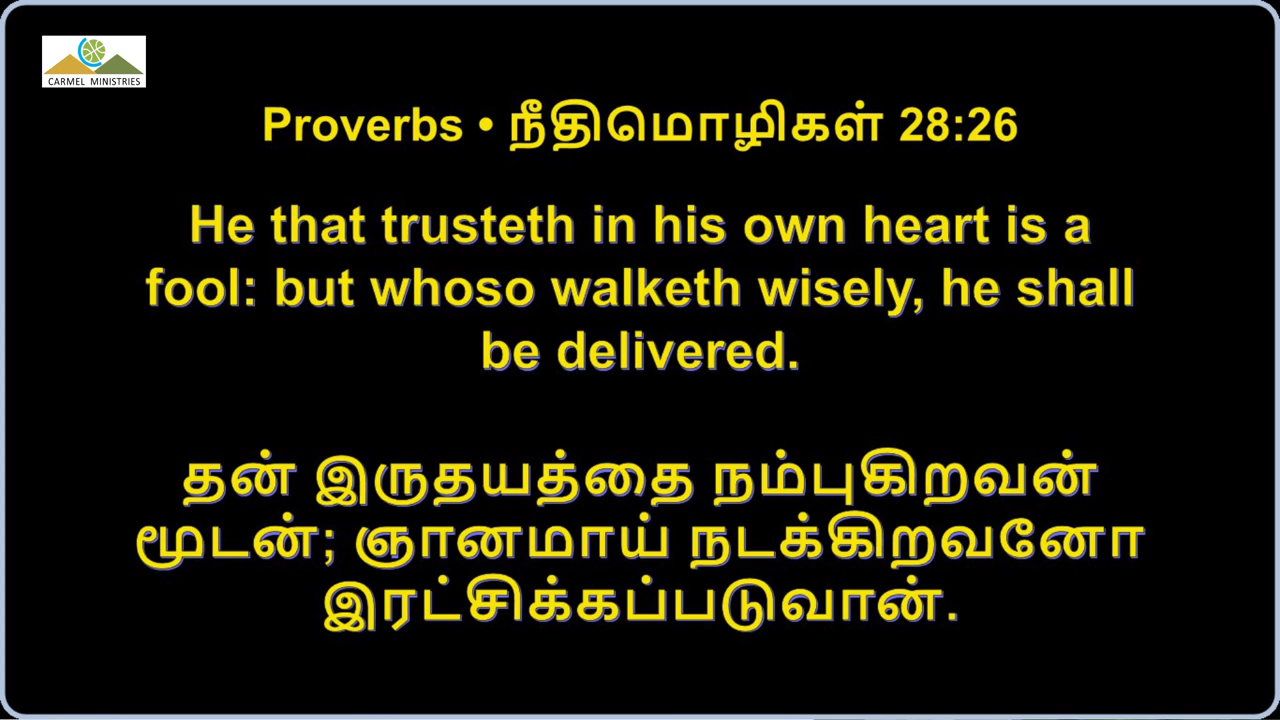 CARMEL MINISTRIES
Proverbs • நீதிமொழிகள் 28:26
He that trusteth in his own heart is a
fool: but whoso walketh wisely, he shall
be delivered.
தன் இருதயத்தை நம்புகிறவன்
மூடன்; ஞானமாய் நடக்கிறவனோ
இரட்சிக்கப்படுவான்.